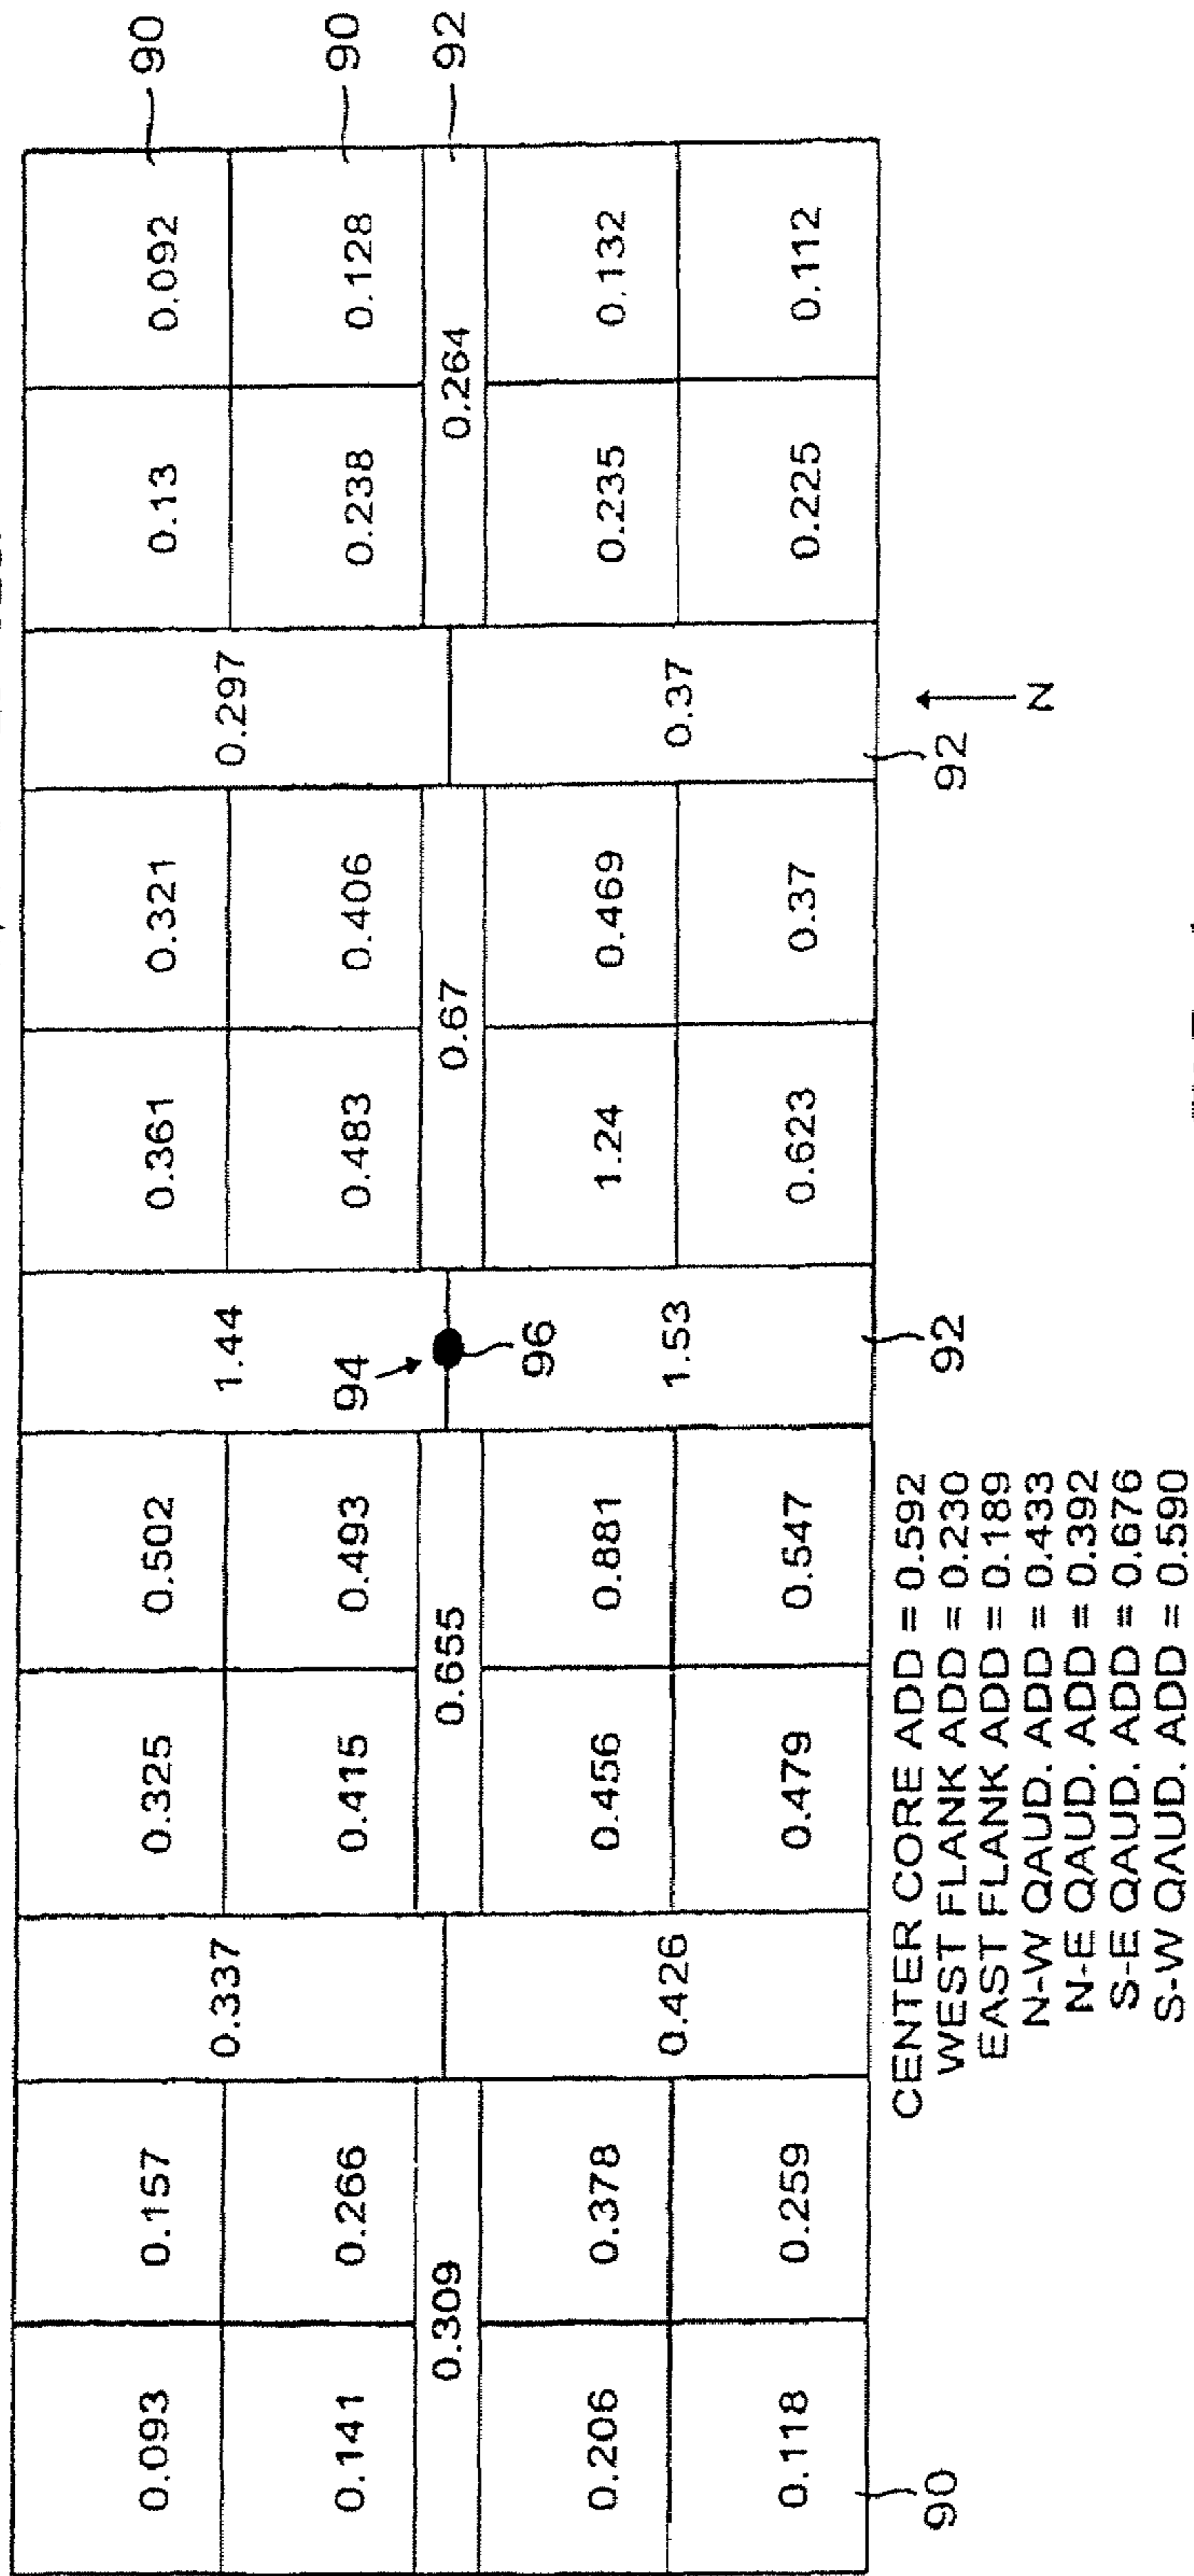 0.093 0.157 0.337 0.325 0.502 1.44 0.361 0.321 0.297 0.13 0.092 90
0.141 0.266 0.415 0.493 94 0.483 0.406 0.238 0.128 90
0.309 0.655 0.67 0.264 92
96
0.206 0.378 0.426 0.456 0.881 1.53 1.24 0.469 0.37 0.235 0.132
0.118 0.259 0.479 0.547 0.623 0.37 0.225 0.112
90 92 92
CENTER CORE ADD = 0.592
WEST FLANK ADD = 0.230
EAST FLANK ADD = 0.189
N-W QAUD. ADD = 0.433
N-E QAUD. ADD = 0.392
S-E QAUD. ADD = 0.676
S-W QAUD. ADD = 0.590
N